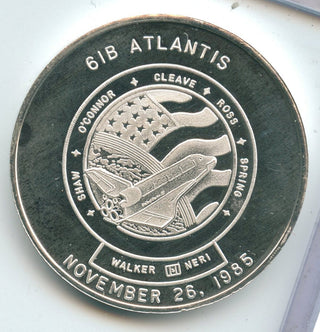 61B ATLANTIS
SHAW O'CONNOR CLEAVE ROSS SPRING
WALKER NERI
NOVEMBER 26, 1985